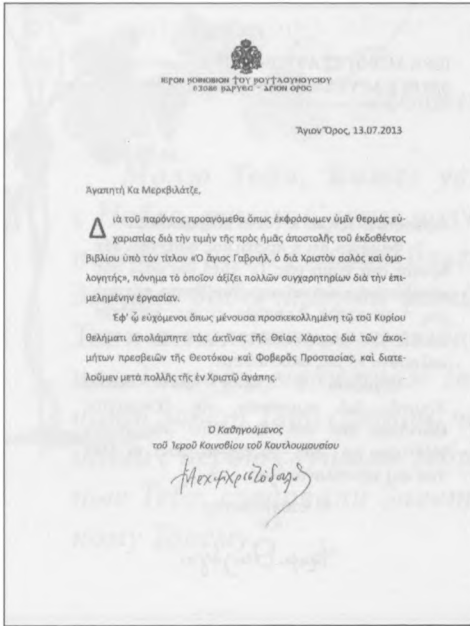 ΙΕΡΟΝ ΚΟΙΝΟΒΙΟΝ ΤΟΥ ΚΟΥΤΛΟΥΜΟΥΣΙΟΥ
ΑΓΙΟΝ ΟΡΟΣ
Ἅγιον Ὄρος, 13.07.2013
Ἀγαπητή Κα Μερκβιλάτζε,
Διὰ τοῦ παρόντος προαγόμεθα ὅπως ἐκφράσωμεν ὑμῖν θερμὰς εὐ-
χαριστίας διὰ τὴν τιμὴν τῆς πρὸς ἡμᾶς ἀποστολῆς τοῦ ἐκδοθέντος
βιβλίου ὑπὸ τὸν τίτλον «Ὁ ἅγιος Γαβριήλ, ὁ διὰ Χριστὸν σαλὸς καὶ ὁμο-
λογητής», πόνημα τὸ ὁποῖον ἀξίζει πολλῶν συγχαρητηρίων διὰ τὴν ἐπι-
μελημένην ἐργασίαν.
Ἐφ' ᾧ εὐχόμενοι ὅπως μένουσα προσκεκολλημένη τῷ τοῦ Κυρίου
θελήματι ἀπολάμπητε τὰς ἀκτῖνας τῆς Θείας Χάριτος διὰ τῶν ἀκοι-
μήτων πρεσβειῶν τῆς Θεοτόκου καὶ Φοβερᾶς Προστασίας, καὶ διατε-
λοῦμεν μετὰ πολλῆς τῆς ἐν Χριστῷ ἀγάπης.
Ὁ Καθηγούμενος
τοῦ Ἱεροῦ Κοινοβίου τοῦ Κουτλουμουσίου